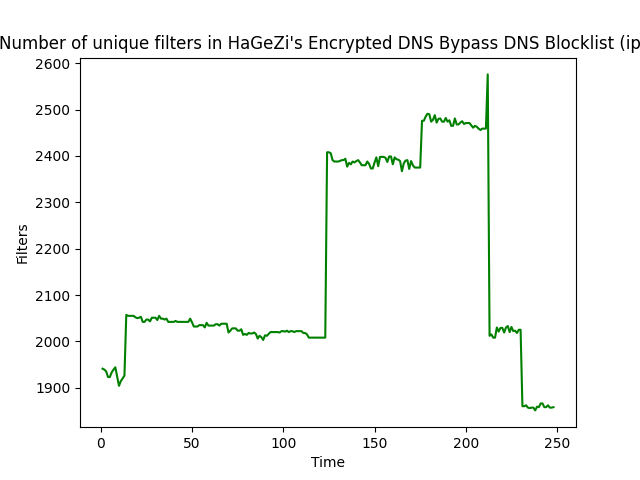 Number of unique filters in HaGeZi's Encrypted DNS Bypass DNS Blocklist (ip
2600
2500
2400
2300
2200
2100
2000
1900
Filters
0 50 100 150 200 250
Time